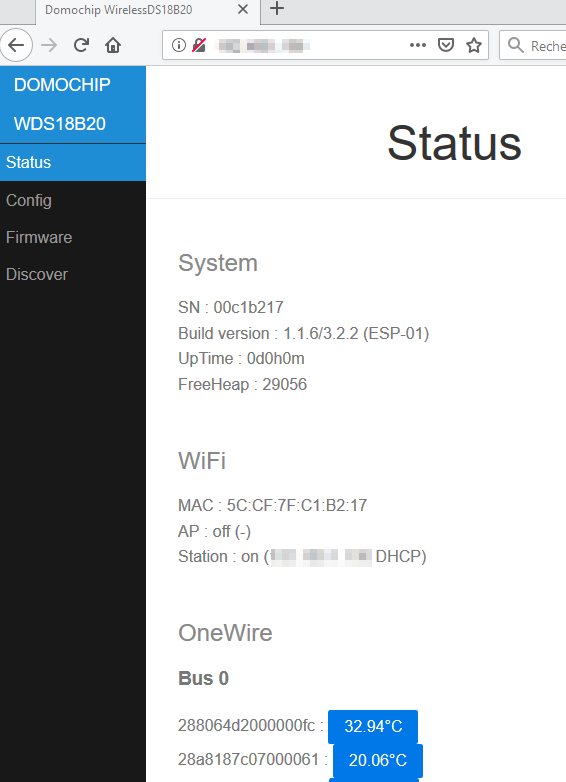 Domochip WirelessDS18B20
Reche
DOMOCHIP
WDS18B20
Status
Config
Firmware
Discover
Status
System
SN : 00c1b217
Build version : 1.1.6/3.2.2 (ESP-01)
UpTime : 0d0h0m
FreeHeap : 29056
WiFi
MAC : 5C:CF:7F:C1:B2:17
AP : off (-)
Station : on ( DHCP)
OneWire
Bus 0
288064d2000000fc : 32.94°C
28a8187c07000061 : 20.06°C